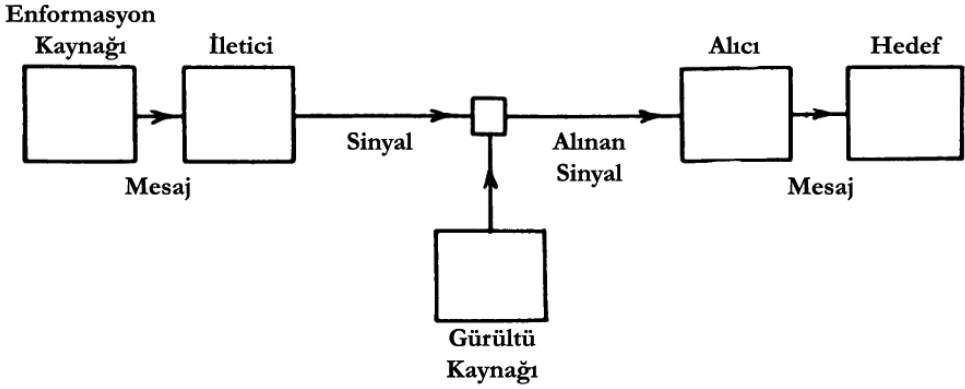 Enformasyon
Kaynağı
İletici
Alıcı
Hedef
Sinyal
Alınan
Sinyal
Mesaj
Mesaj
Gürültü
Kaynağı